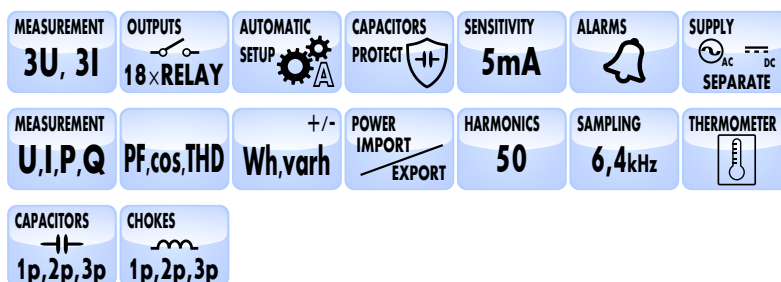 MEASUREMENT
3U, 3I
OUTPUTS
18×RELAY
AUTOMATIC
SETUP
A
CAPACITORS
PROTECT
SENSITIVITY
5mA
ALARMS
SUPPLY
AC DC
SEPARATE
MEASUREMENT
U,I,P,Q
PF,cos,THD
+/-
Wh,varh
POWER
IMPORT
EXPORT
HARMONICS
50
SAMPLING
6,4kHz
THERMOMETER
CAPACITORS
1p,2p,3p
CHOKES
1p,2p,3p